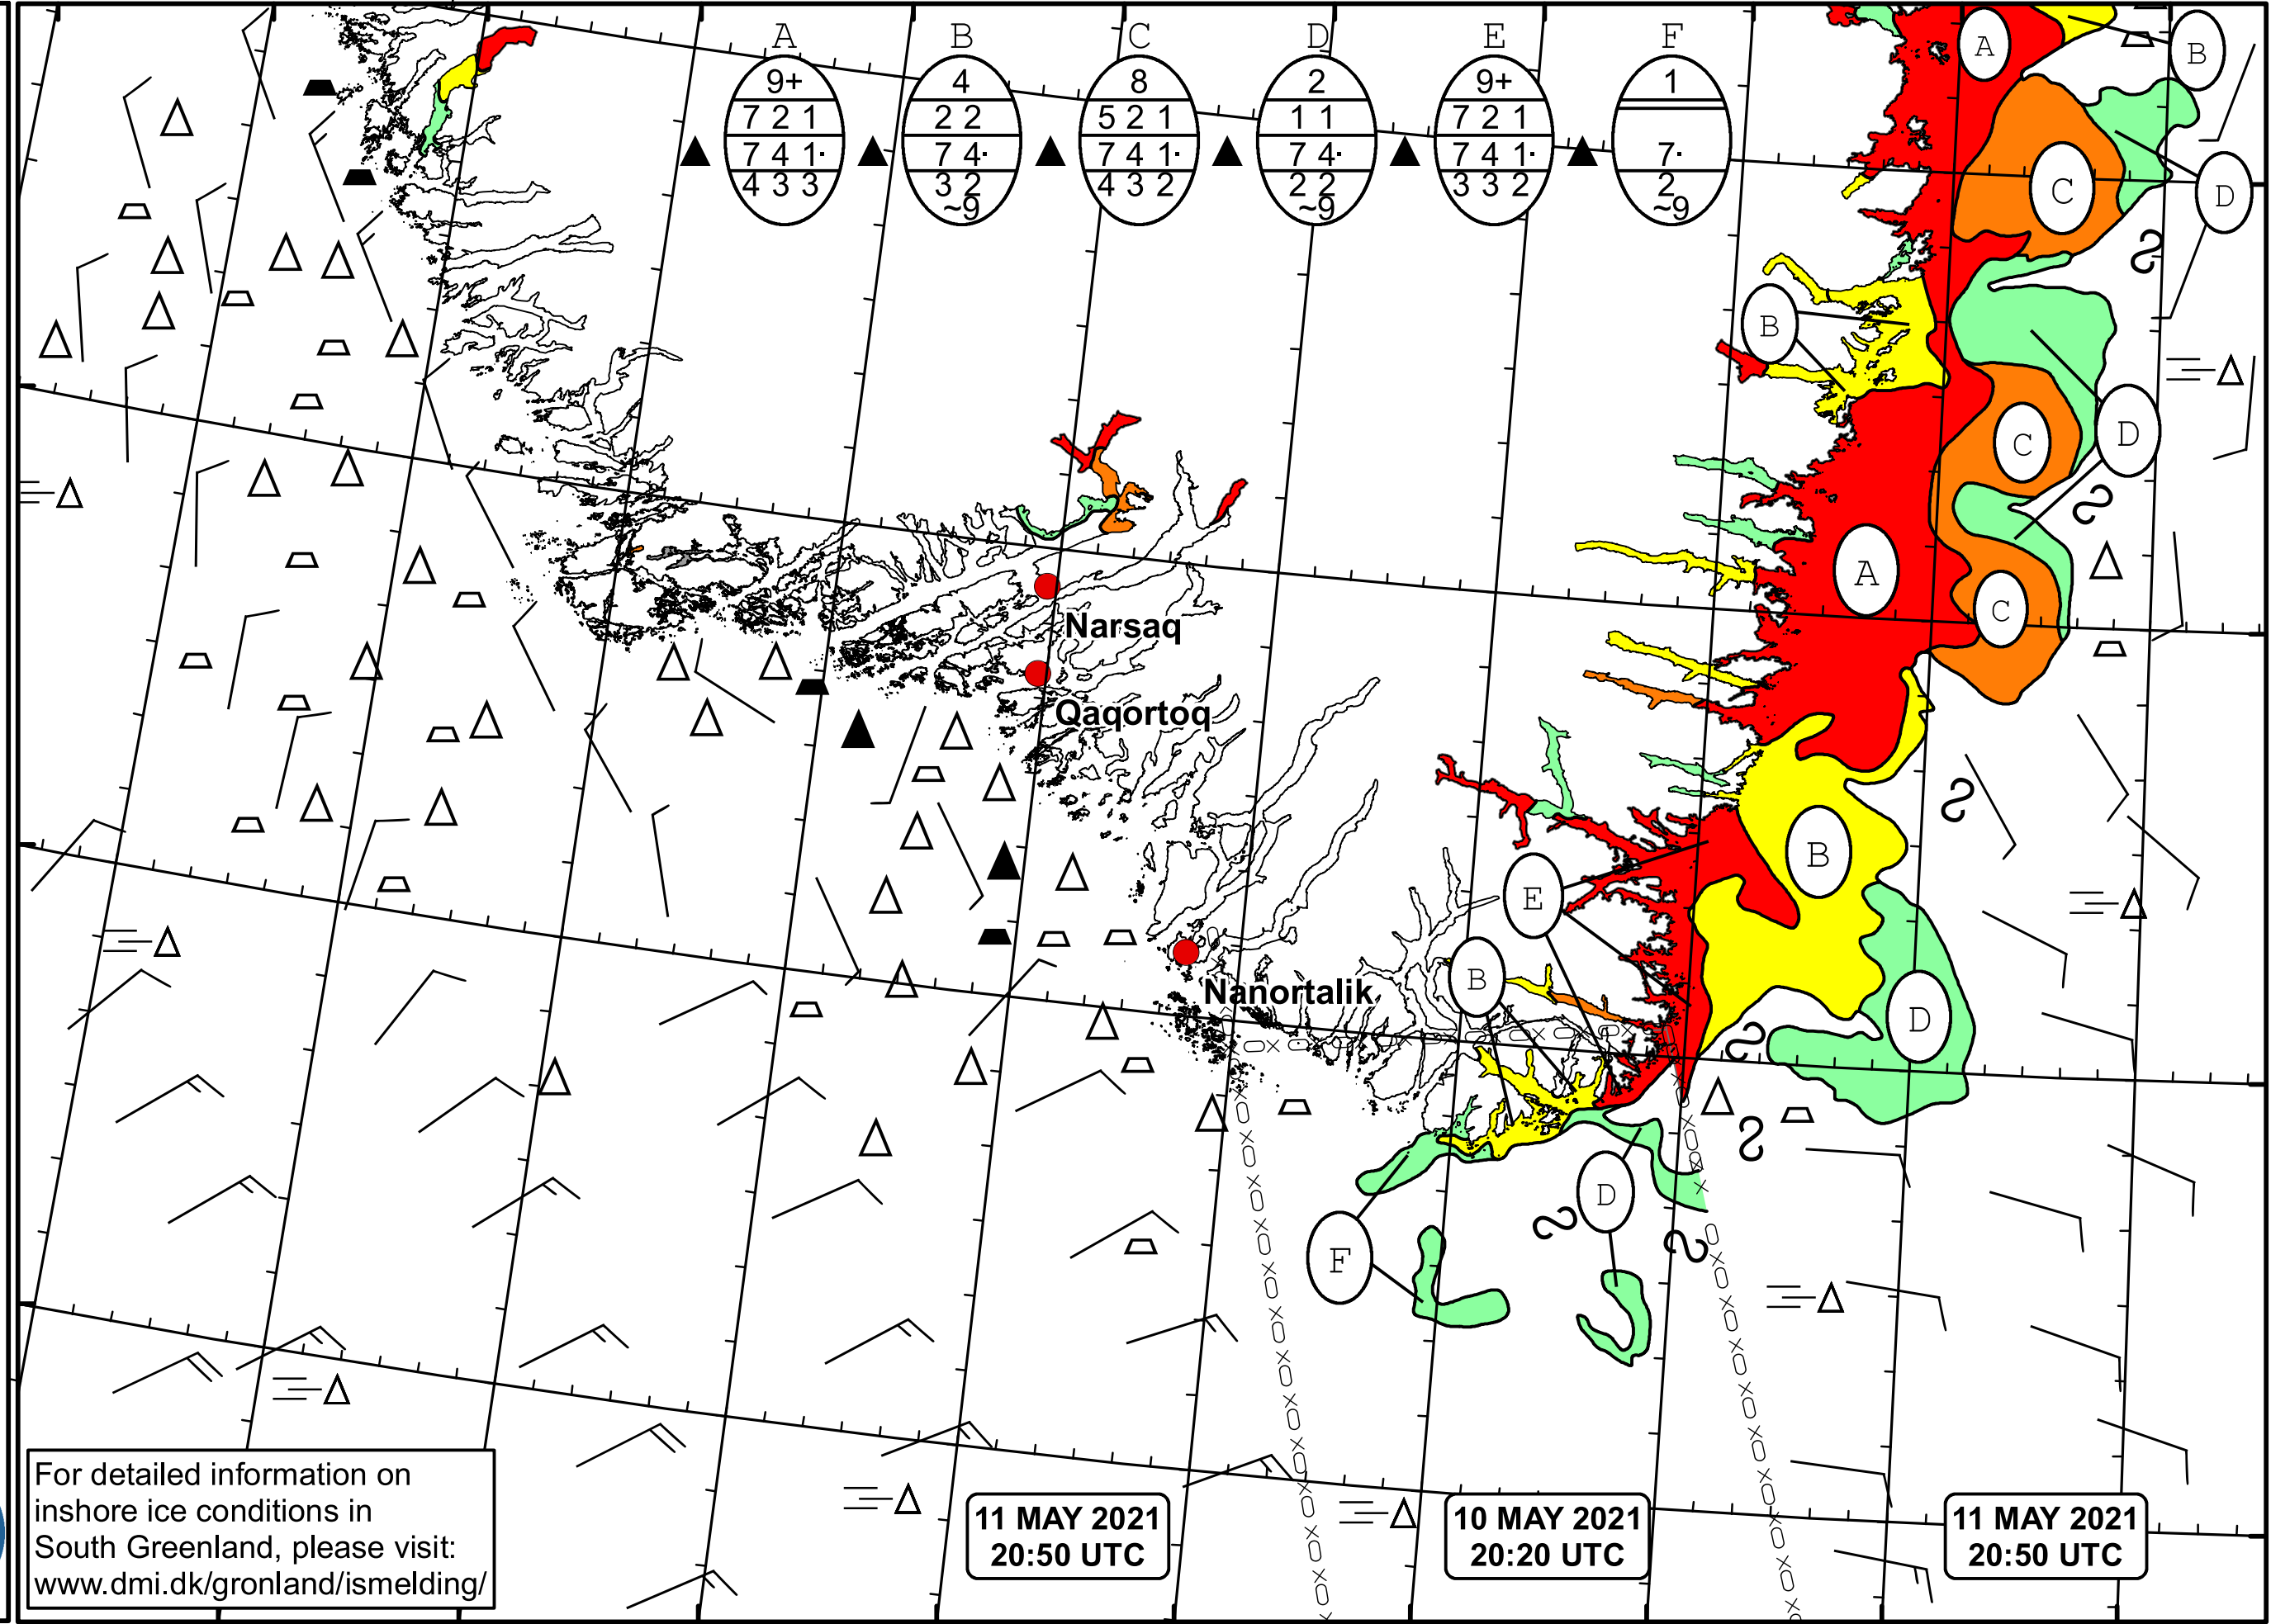 A B C D E F
9+ 4 8 2 9+ 1
7 2 1 2 2 5 2 1 1 1 7 2 1
7 4 1· 7 4· 7 4 1· 7 4· 7 4 1· 7·
4 3 3 3 2 4 3 2 2 2 3 3 2 2
~9 ~9 ~9
A
B
C
D
B
C
D
A
C
Narsaq
Qaqortoq
B
E
B
Nanortalik
D
D
F
For detailed information on
inshore ice conditions in
South Greenland, please visit:
www.dmi.dk/gronland/ismelding/
11 MAY 2021
20:50 UTC
10 MAY 2021
20:20 UTC
11 MAY 2021
20:50 UTC